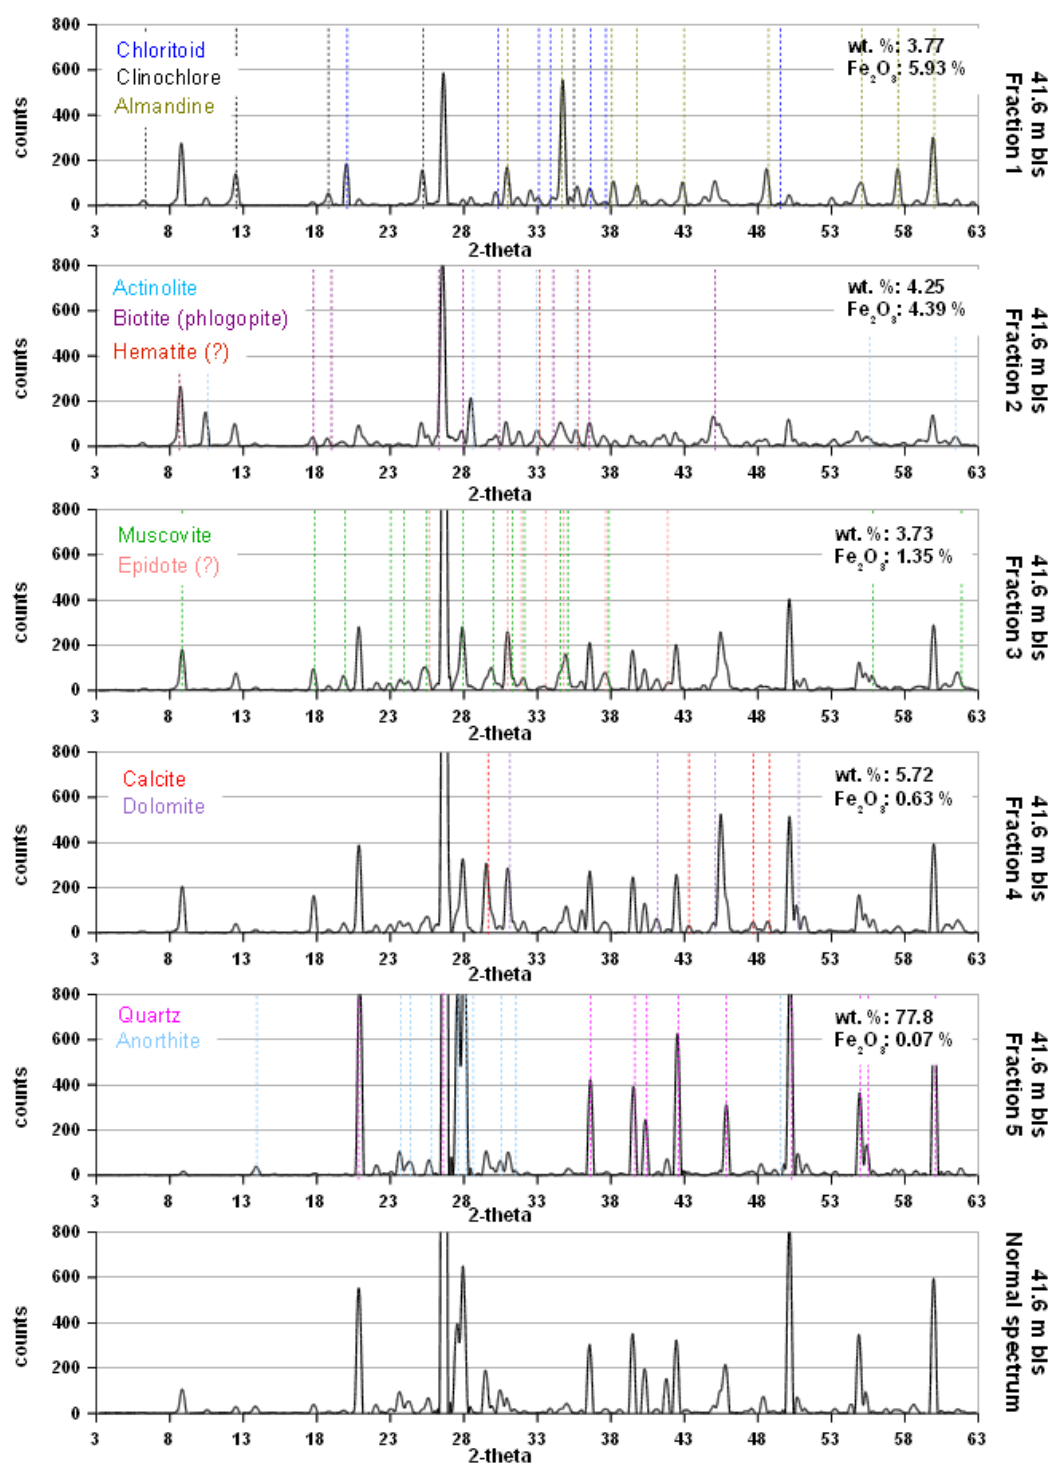 800
600
400
200
0
counts
Chloritoid
Clinochlore
Almandine
wt. %: 3.77
Fe₂O₃: 5.93 %
3 8 13 18 23 28 33 38 43 48 53 58 63
2-theta
41.6 m bls
Fraction 1
800
600
400
200
0
counts
Actinolite
Biotite (phlogopite)
Hematite (?)
wt. %: 4.25
Fe₂O₃: 4.39 %
3 8 13 18 23 28 33 38 43 48 53 58 63
2-theta
41.6 m bls
Fraction 2
800
600
400
200
0
counts
Muscovite
Epidote (?)
wt. %: 3.73
Fe₂O₃: 1.35 %
3 8 13 18 23 28 33 38 43 48 53 58 63
2-theta
41.6 m bls
Fraction 3
800
600
400
200
0
counts
Calcite
Dolomite
wt. %: 5.72
Fe₂O₃: 0.63 %
3 8 13 18 23 28 33 38 43 48 53 58 63
2-theta
41.6 m bls
Fraction 4
800
600
400
200
0
counts
Quartz
Anorthite
wt. %: 77.8
Fe₂O₃: 0.07 %
3 8 13 18 23 28 33 38 43 48 53 58 63
2-theta
41.6 m bls
Fraction 5
800
600
400
200
0
counts
3 8 13 18 23 28 33 38 43 48 53 58 63
2-theta
41.6 m bls
Normal spectrum